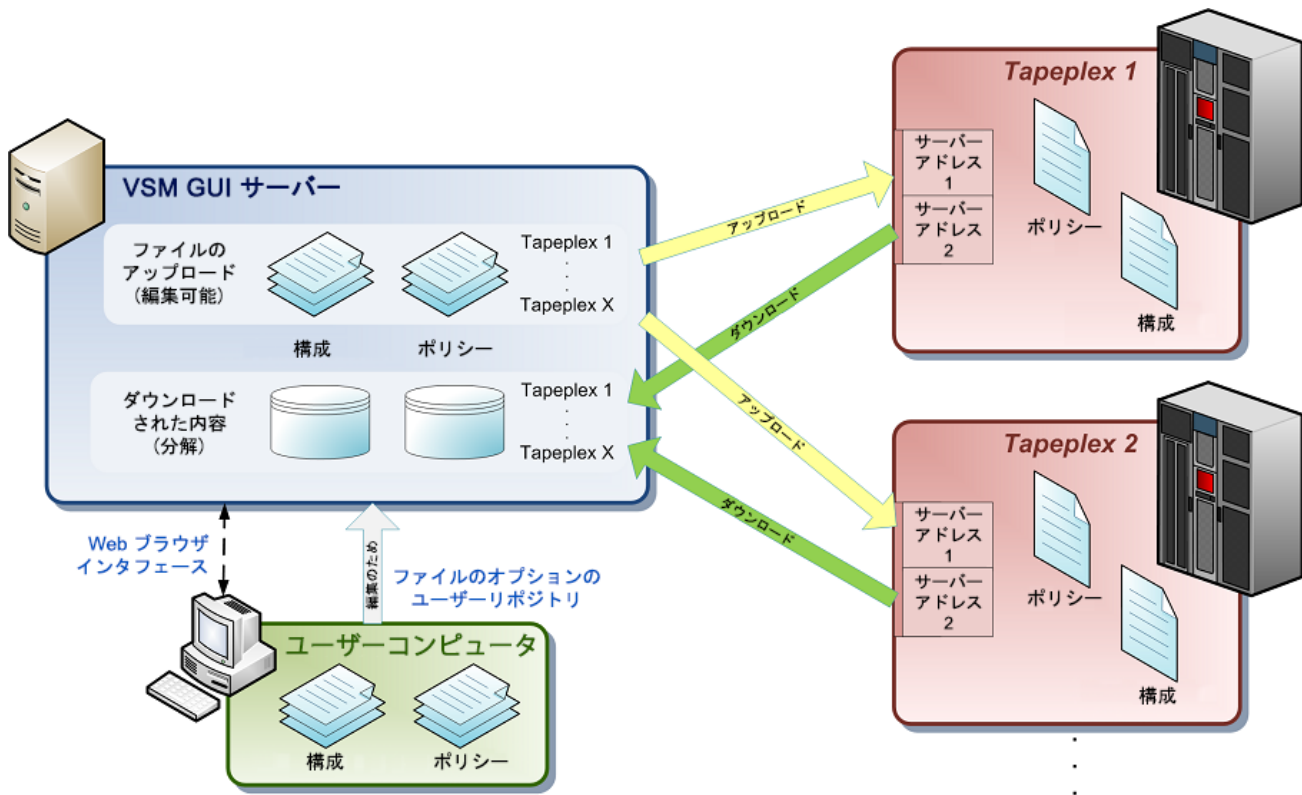 VSM GUI サーバー
ファイルの
アップロード
(編集可能)
構成
ポリシー
Tapeplex 1
.
.
.
Tapeplex X
ダウンロード
された内容
(分解)
Tapeplex 1
.
.
.
Tapeplex X
アップロード
ダウンロード
アップロード
ダウンロード
Tapeplex 1
サーバー
アドレス
1
サーバー
アドレス
2
ポリシー
構成
Tapeplex 2
サーバー
アドレス
1
サーバー
アドレス
2
ポリシー
構成
.
.
.
Web ブラウザ
インタフェース
編集のため
ファイルのオプションの
ユーザーリポジトリ
ユーザーコンピュータ
構成
ポリシー